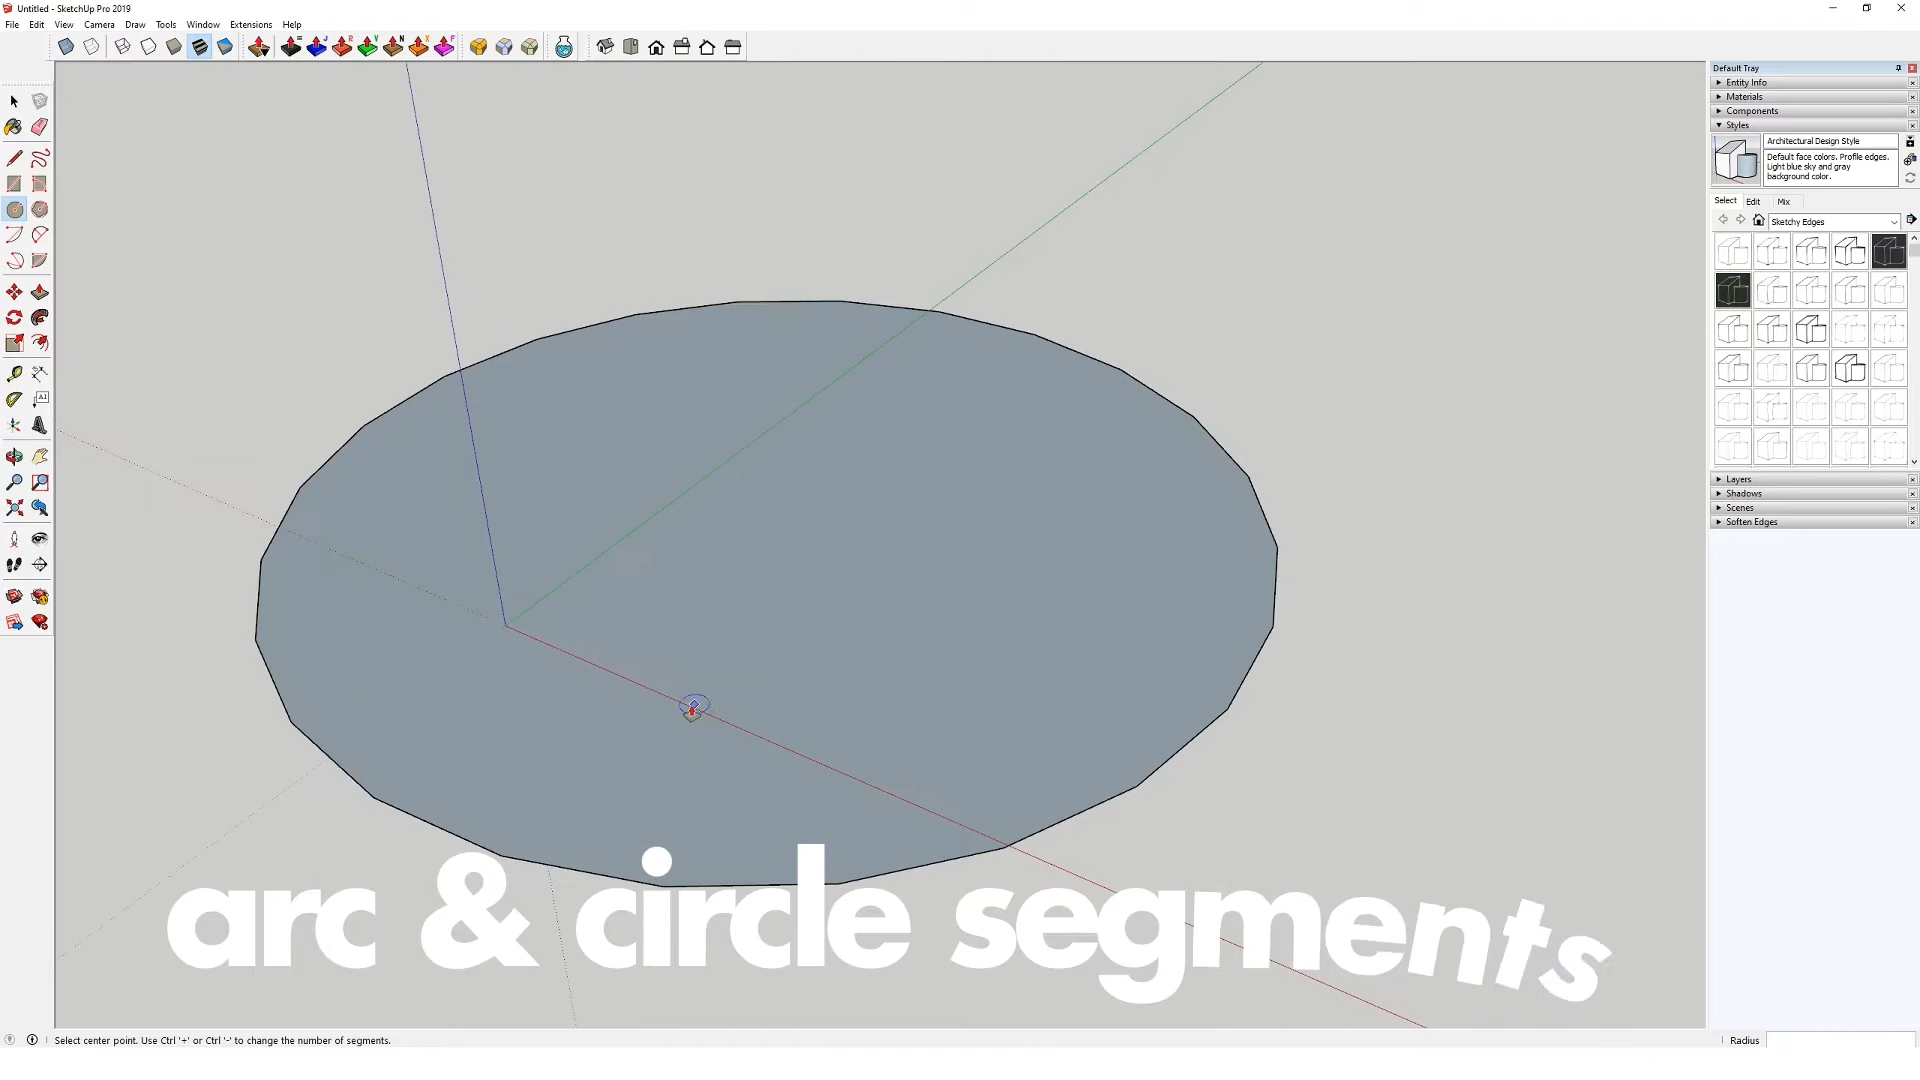 Untitled - SketchUp Pro 2019
File Edit View Camera Draw Tools Window Extensions Help
= J R V N X F
Default Tray
Entity Info
Materials
Components
Styles
Architectural Design Style
Default face colors. Profile edges.
Light blue sky and gray
background color.
Select Edit Mix
Sketchy Edges
A1
Layers
Shadows
Scenes
Soften Edges
arc & circle segments
Select center point. Use Ctrl '+' or Ctrl '-' to change the number of segments.
Radius